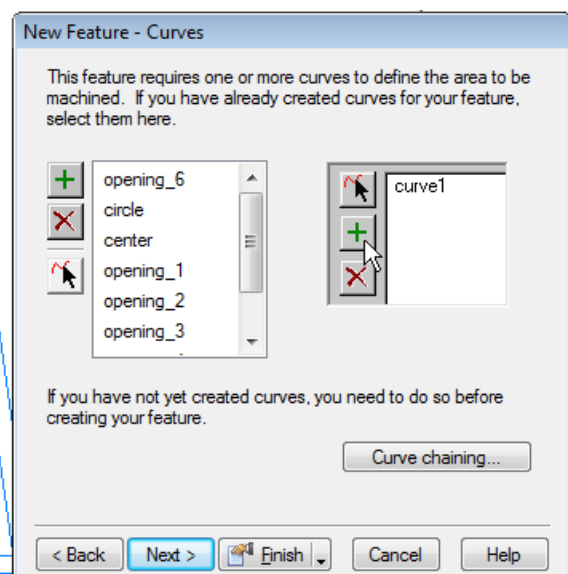 New Feature - Curves
This feature requires one or more curves to define the area to be
machined. If you have already created curves for your feature,
select them here.
opening_6
circle
center
opening_1
opening_2
opening_3
curve1
If you have not yet created curves, you need to do so before
creating your feature.
Curve chaining...
< Back Next > Finish Cancel Help